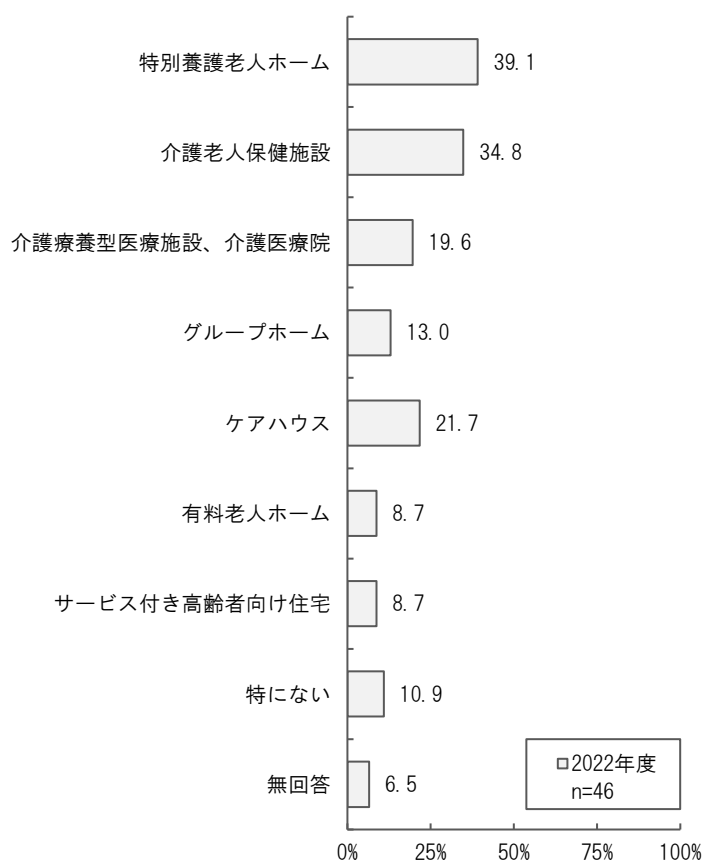 特別養護老人ホーム 39.1
介護老人保健施設 34.8
介護療養型医療施設、介護医療院 19.6
グループホーム 13.0
ケアハウス 21.7
有料老人ホーム 8.7
サービス付き高齢者向け住宅 8.7
特にない 10.9
無回答 6.5
2022年度
n=46
0% 25% 50% 75% 100%